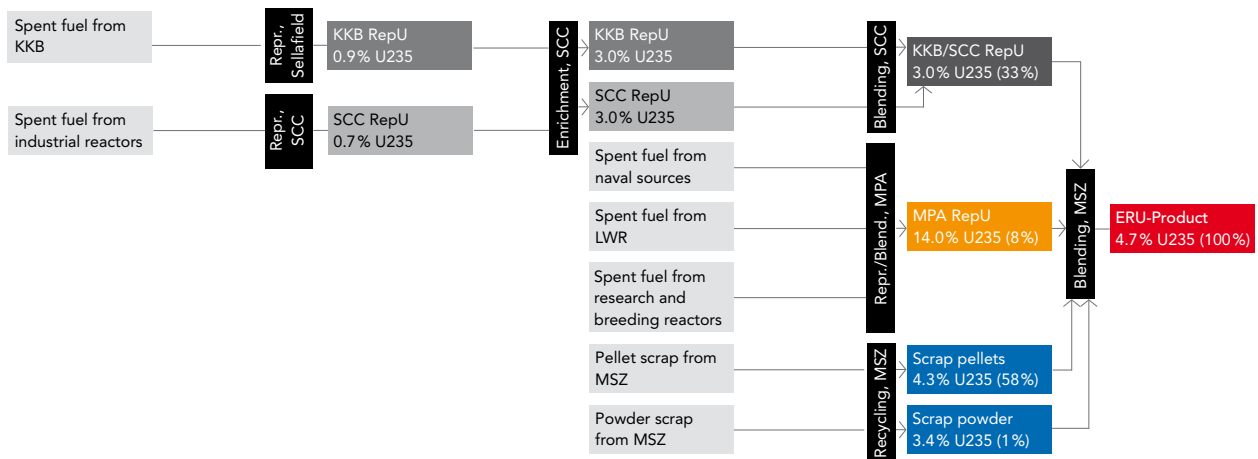 Spent fuel from
KKB
Repr.,
Sellafield
KKB RepU
0.9% U235
Enrichment, SCC
KKB RepU
3.0% U235
Blending, SCC
KKB/SCC RepU
3.0% U235 (33%)
Spent fuel from
industrial reactors
Repr.,
SCC
SCC RepU
0.7% U235
SCC RepU
3.0% U235
Spent fuel from
naval sources
Spent fuel from
LWR
Spent fuel from
research and
breeding reactors
Repr./Blend., MPA
MPA RepU
14.0% U235 (8%)
Blending, MSZ
ERU-Product
4.7% U235 (100%)
Pellet scrap from
MSZ
Powder scrap
from MSZ
Recycling, MSZ
Scrap pellets
4.3% U235 (58%)
Scrap powder
3.4% U235 (1%)